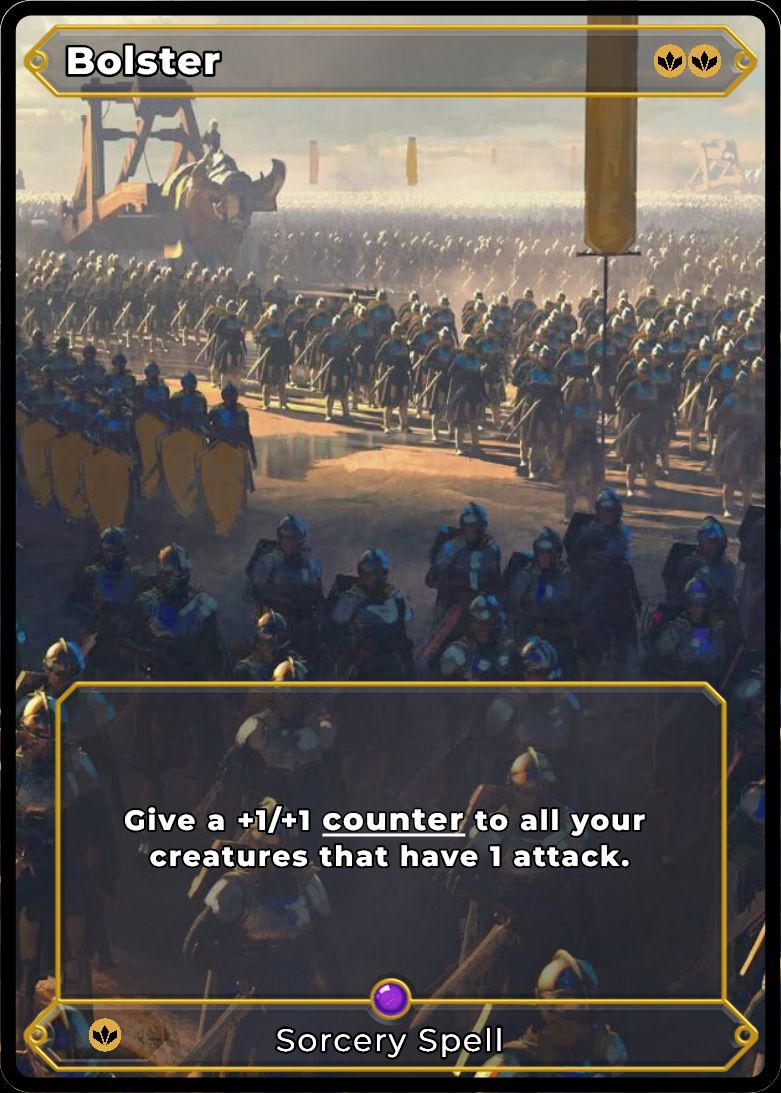 Bolster
Give a +1/+1 counter to all your
creatures that have 1 attack.
Sorcery Spell